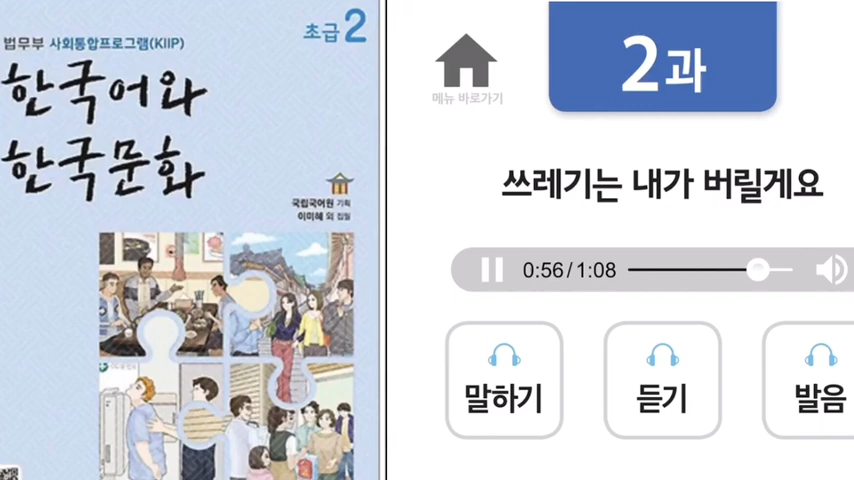 초급 2
법무부 사회통합프로그램(KIIP)
한국어와
한국문화
국립국어원 기획
이미혜 외 집필
메뉴 바로가기
2과
쓰레기는 내가 버릴게요
0:56/1:08
말하기
듣기
발음